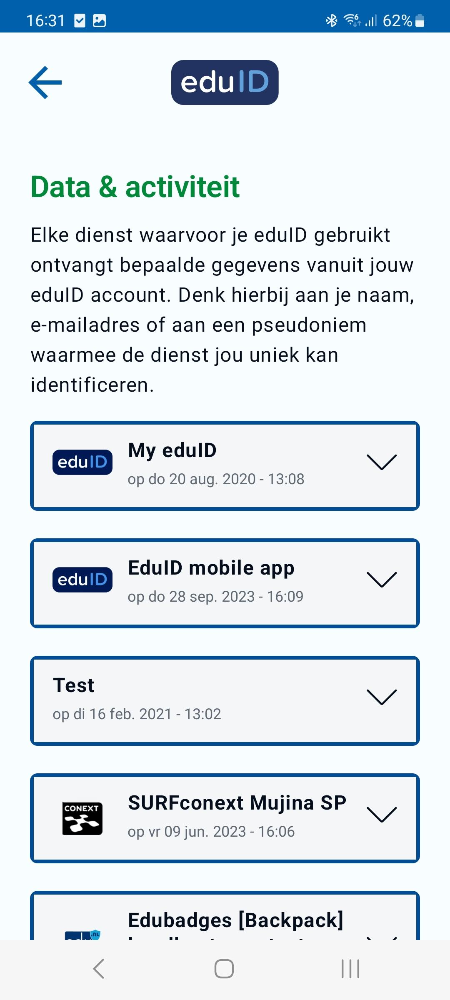 16:31
62%
eduID
Data & activiteit
Elke dienst waarvoor je eduID gebruikt
ontvangt bepaalde gegevens vanuit jouw
eduID account. Denk hierbij aan je naam,
e-mailadres of aan een pseudoniem
waarmee de dienst jou uniek kan
identificeren.
eduID
My eduID
op do 20 aug. 2020 - 13:08
eduID
EduID mobile app
op do 28 sep. 2023 - 16:09
Test
op di 16 feb. 2021 - 13:02
CONEXT
SURFconext Mujina SP
op vr 09 jun. 2023 - 16:06
Edubadges [Backpack]
.NL